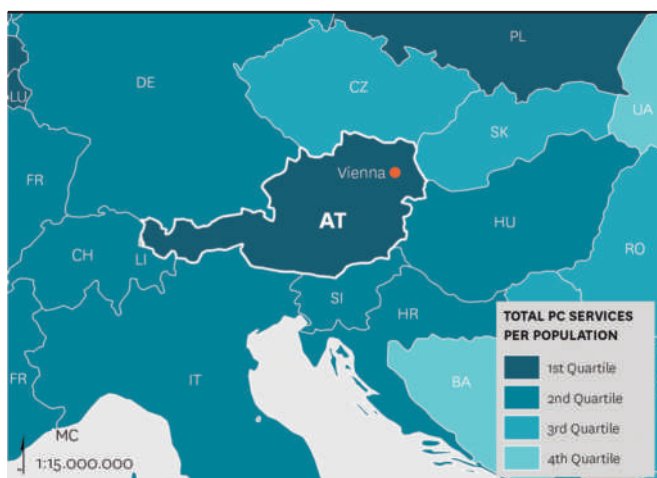 PL
DE
LU
CZ
UA
SK
FR
Vienna
AT
HU
CH
LI
RO
SI
HR
TOTAL PC SERVICES
PER POPULATION
1st Quartile
2nd Quartile
3rd Quartile
4th Quartile
FR
IT
BA
MC
1:15.000.000